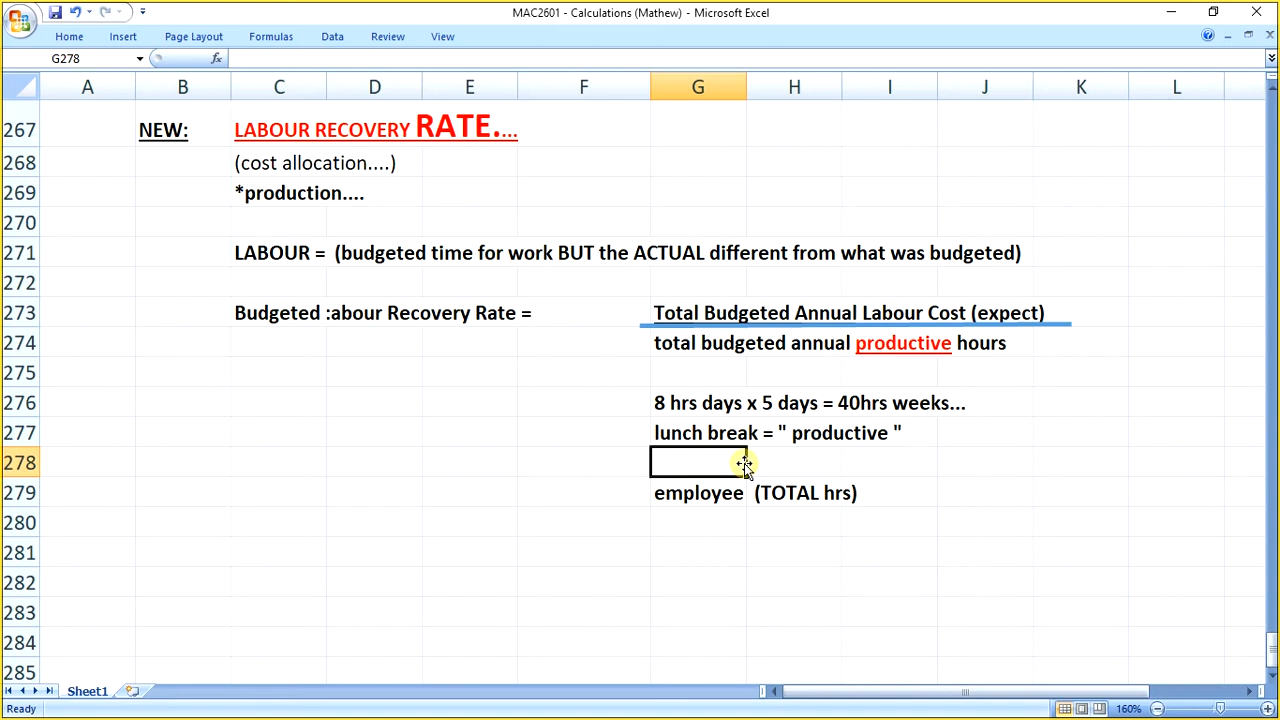 MAC2601 - Calculations (Mathew) - Microsoft Excel
Home Insert Page Layout Formulas Data Review View
G278 fx
A B C D E F G H I J K L
267 NEW: LABOUR RECOVERY RATE....
268 (cost allocation....)
269 *production....
270
271 LABOUR = (budgeted time for work BUT the ACTUAL different from what was budgeted)
272
273 Budgeted :abour Recovery Rate = Total Budgeted Annual Labour Cost (expect)
274 total budgeted annual productive hours
275
276 8 hrs days x 5 days = 40hrs weeks...
277 lunch break = " productive "
278
279 employee (TOTAL hrs)
280
281
282
283
284
285
Sheet1
Ready 160%